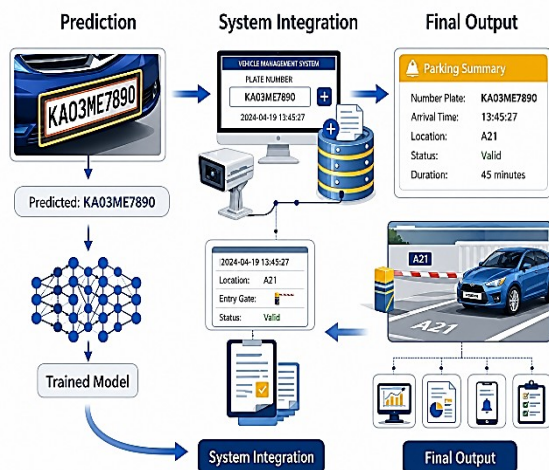 Prediction
System Integration
Final Output
KA03ME7890
Predicted: KA03ME7890
Trained Model
VEHICLE MANAGEMENT SYSTEM
PLATE NUMBER
KA03ME7890
2024-04-19 13:45:27
2024-04-19 13:45:27
Location: A21
Entry Gate:
Status: Valid
System Integration
Parking Summary
Number Plate: KA03ME7890
Arrival Time: 13:45:27
Location: A21
Status: Valid
Duration: 45 minutes
A21
A21
Final Output